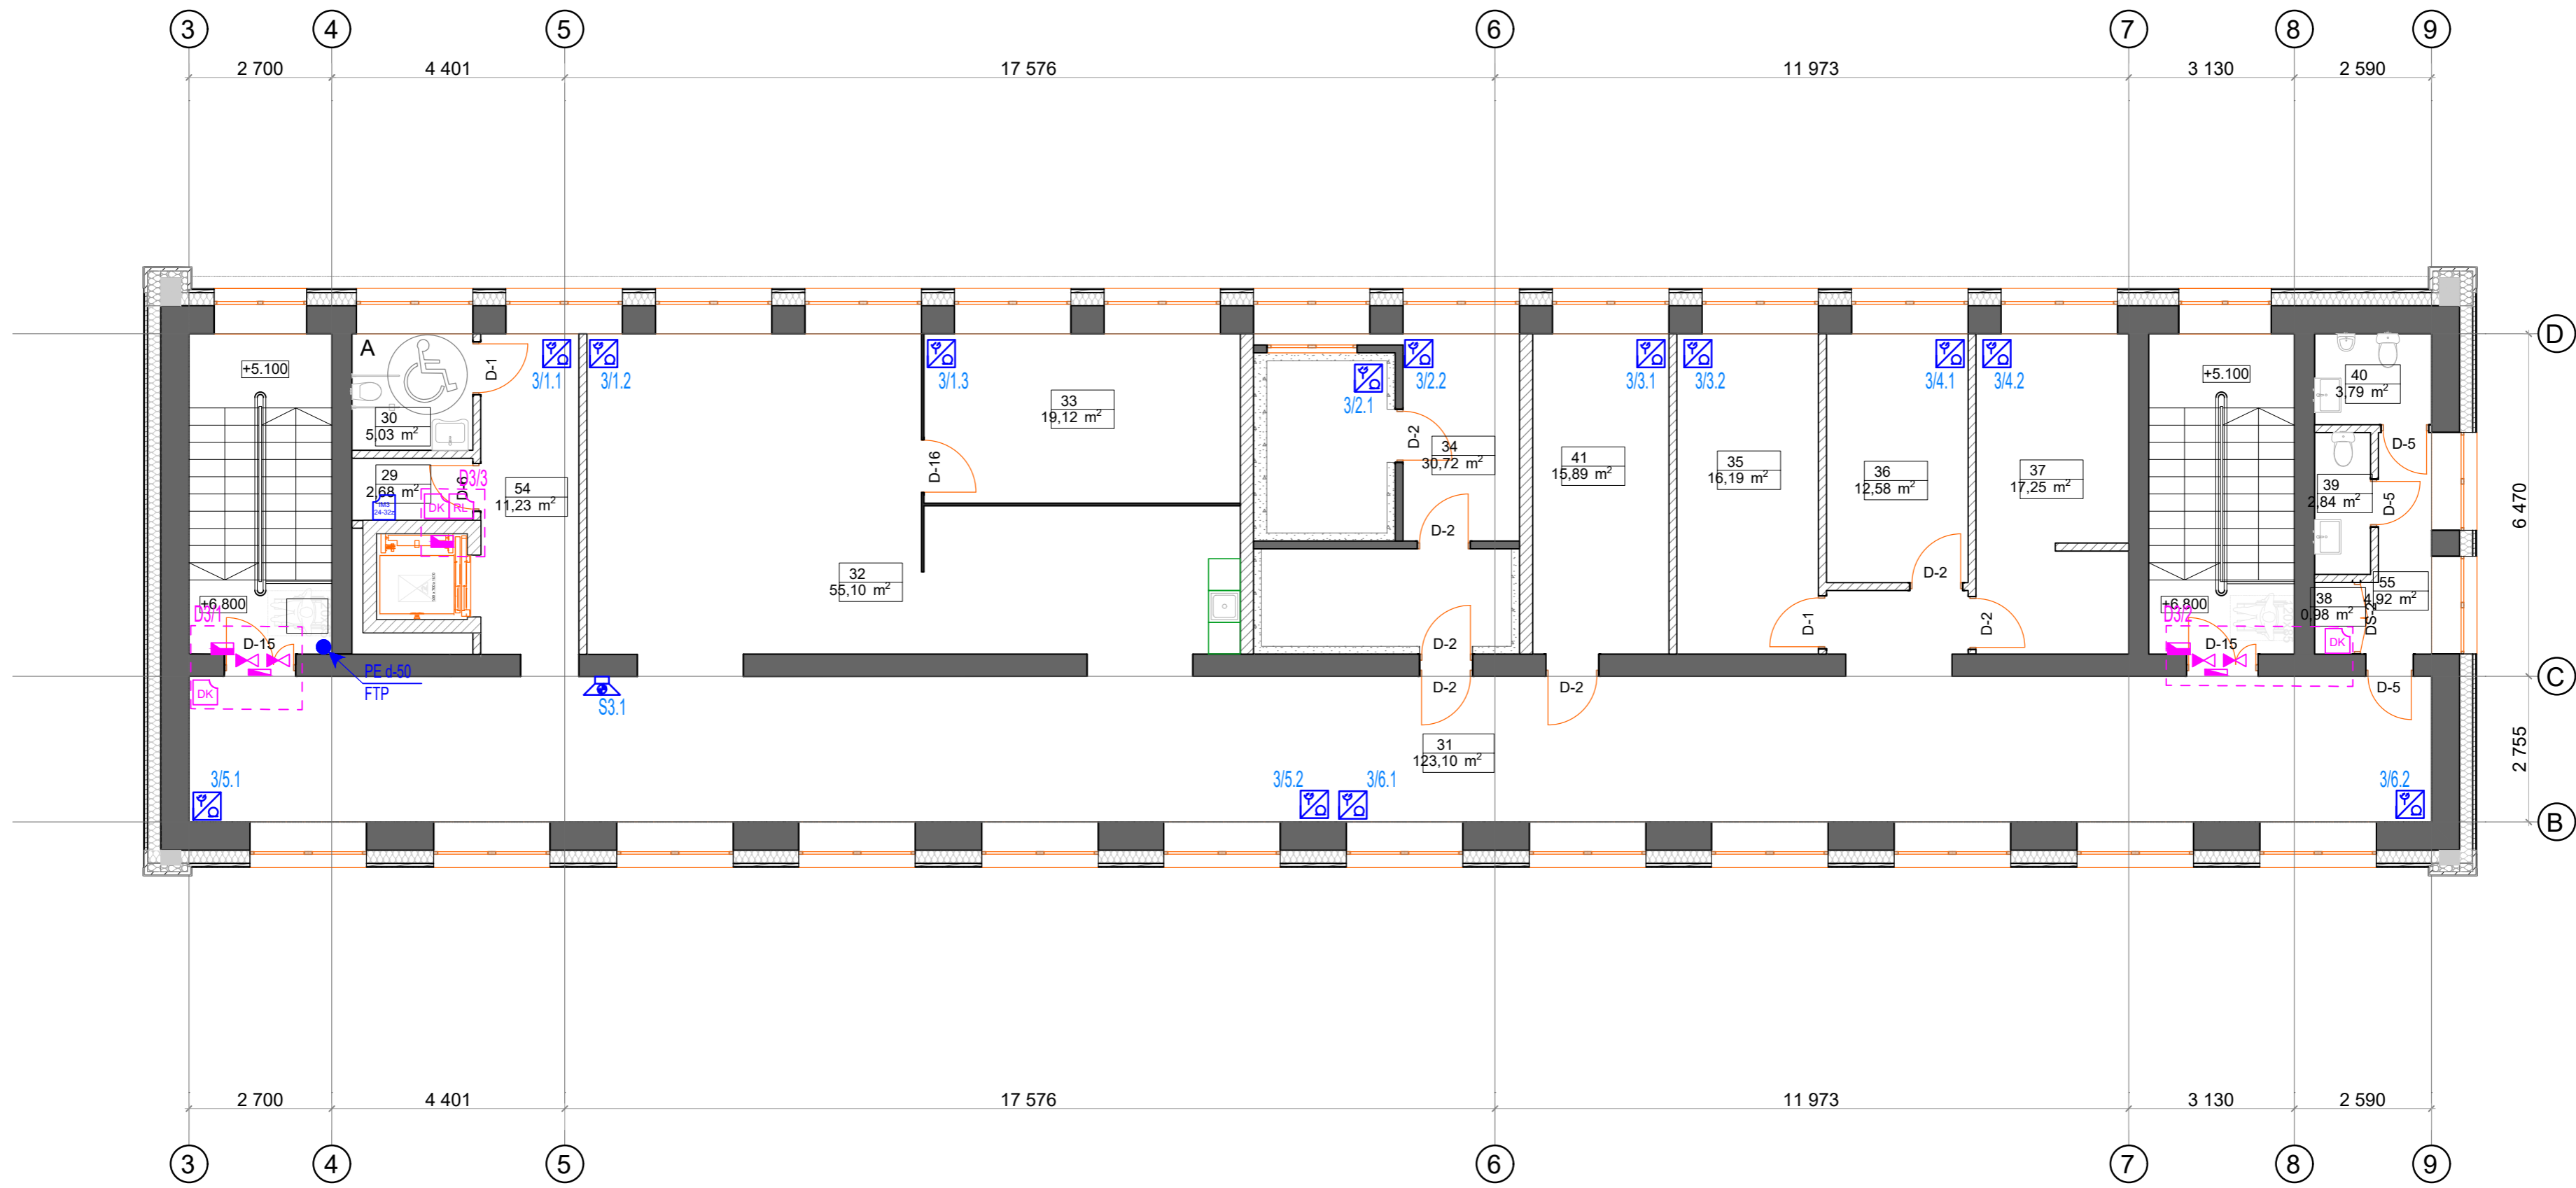 3 4 5 6 7 8 9
2 700 4 401 17 576 11 973 3 130 2 590
D
A
D-1
+5.100
+5.100
3/1.1
3/1.2
3/1.3
3/2.1
3/2.2
3/3.1
3/3.2
3/4.1
3/4.2
40
3,79 m²
33
19,12 m²
30
5,03 m²
D-16
D-2
34
30,72 m²
41
15,89 m²
35
16,19 m²
36
12,58 m²
37
17,25 m²
D-5
29
2,68 m²
D-6
D3/3
DK RL
IM3
24-32z
54
11,23 m²
39
2,84 m²
D-5
6 470
D-2
32
55,10 m²
D-2
55
4,92 m²
38
0,98 m²
DS-2
+6.800
D3/1
D-15
+6.800
D3/2
D-15
DK
D-1
D-2
D-2
PE d-50
FTP
DK
S3.1
D-2
D-2
D-5
C
31
123,10 m²
2 755
3/5.1
3/5.2
3/6.1
3/6.2
B
2 700 4 401 17 576 11 973 3 130 2 590
3 4 5 6 7 8 9